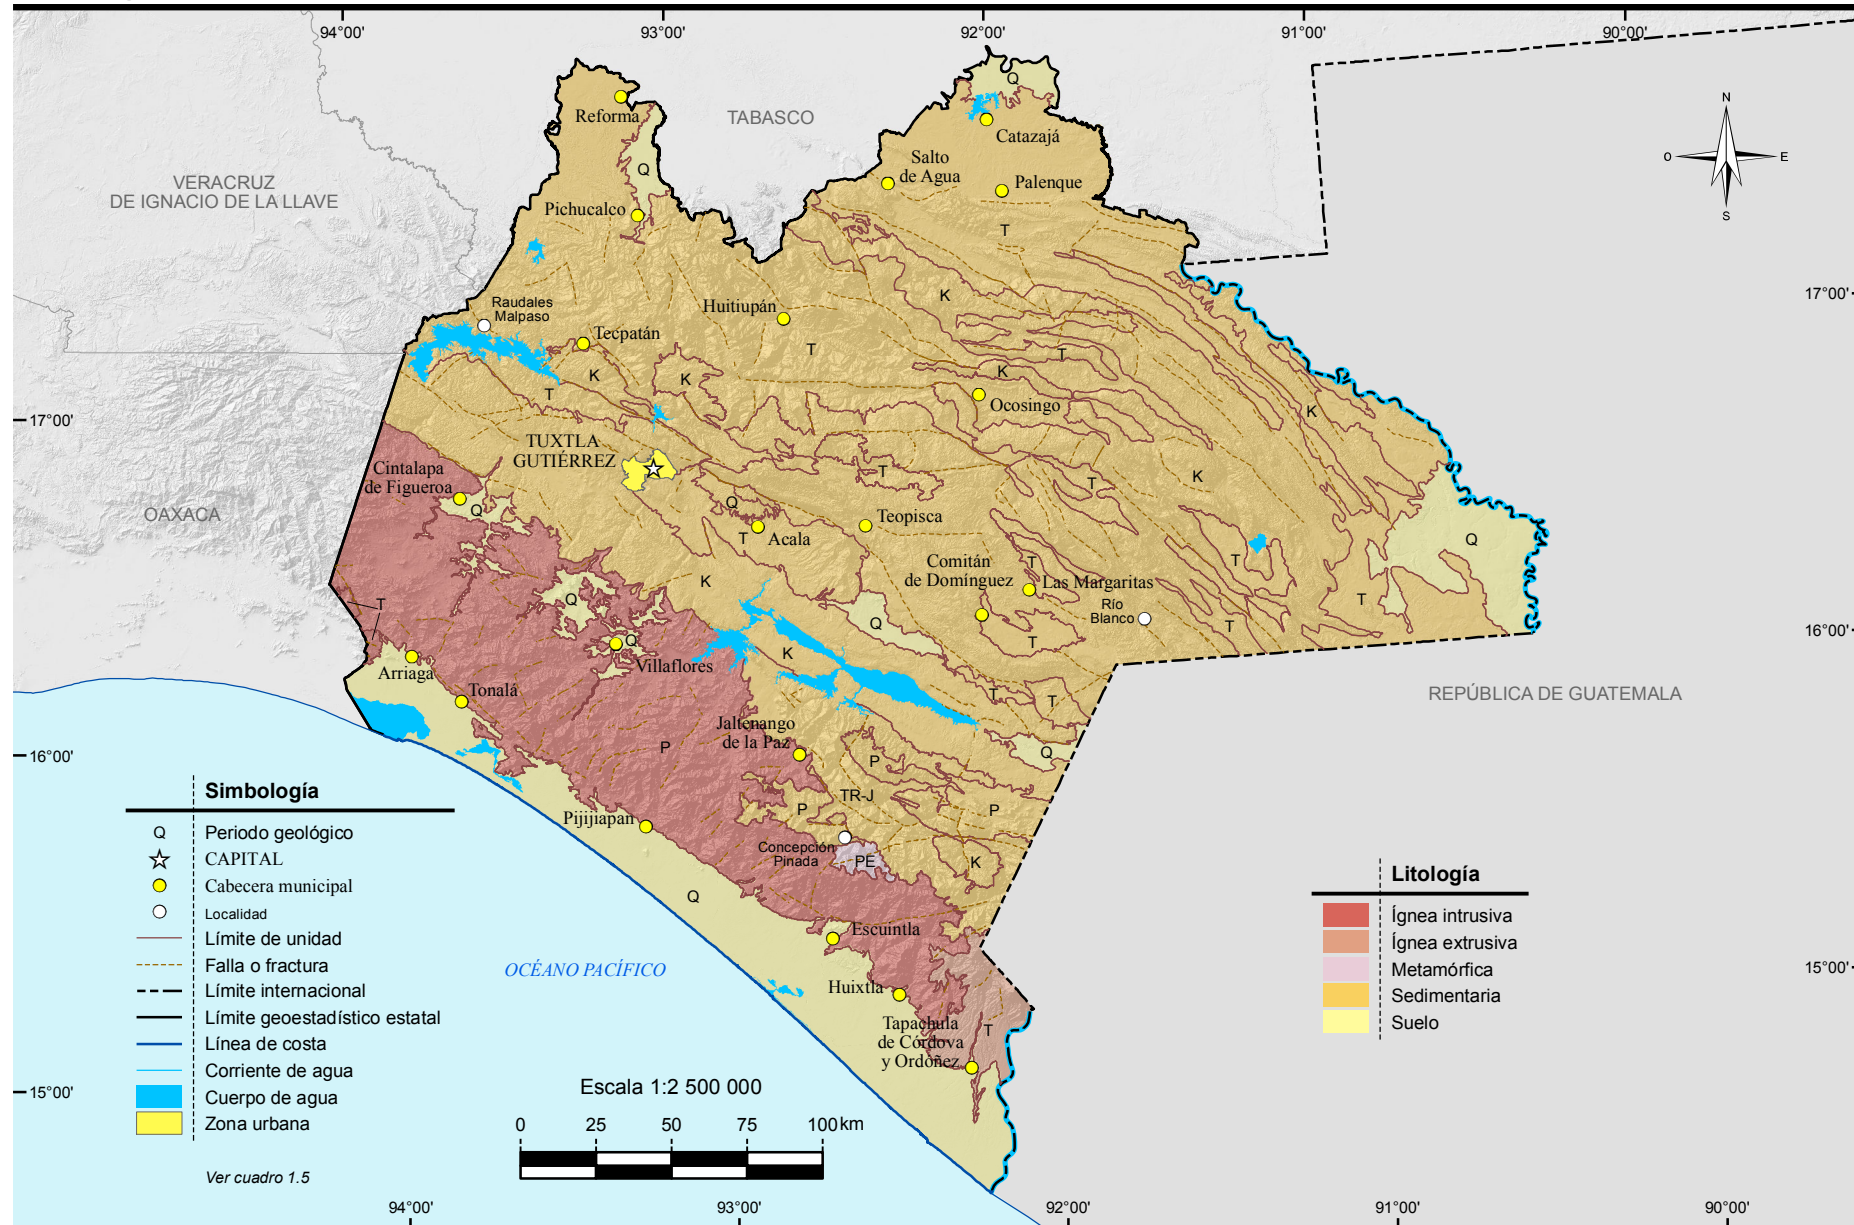 94°00'
93°00'
92°00'
91°00'
90°00'
N
O
E
S
TABASCO
VERACRUZ
DE IGNACIO DE LA LLAVE
OAXACA
REPÚBLICA DE GUATEMALA
OCÉANO PACÍFICO
17°00'
17°00'
16°00'
16°00'
15°00'
15°00'
Q
Reforma
Catazajá
Q
Salto
de Agua
Palenque
Pichucalco
T
K
Raudales
Malpaso
Huitiupán
Tecpatán
T
T
K
K
K
T
Ocosingo
K
TUXTLA
GUTIÉRREZ
Cintalapa
de Figueroa
T
K
T
Q
Q
Teopisca
T
Acala
Q
Comitán
de Domínguez
T
T
K
Las Margaritas
Río
Blanco
T
Q
T
Q
T
T
Q
Villaflores
K
Arriaga
Tonalá
T
T
Jaltenango
de la Paz
P
Q
P
TR-J
P
P
Pijijiapan
Concepción
Pinada
PE
K
Q
Escuintla
Huixtla
Tapachula
de Córdova
y Ordóñez
T
Simbología
Q Periodo geológico
CAPITAL
Cabecera municipal
Localidad
Límite de unidad
Falla o fractura
Límite internacional
Límite geoestadístico estatal
Línea de costa
Corriente de agua
Cuerpo de agua
Zona urbana
Ver cuadro 1.5
Litología
Ígnea intrusiva
Ígnea extrusiva
Metamórfica
Sedimentaria
Suelo
Escala 1:2 500 000
0 25 50 75 100 km
94°00'
93°00'
92°00'
91°00'
90°00'